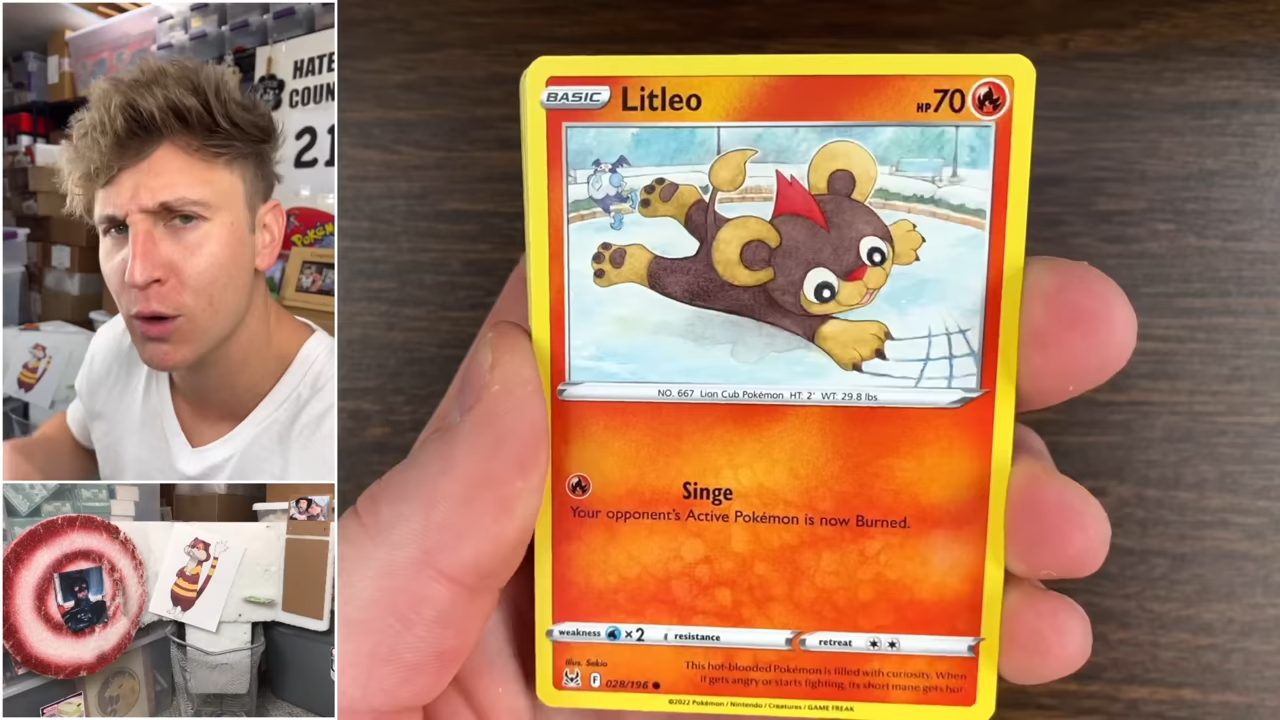 HATE
COUN
21
POKÉM
BASIC Litleo HP 70
NO. 667 Lion Cub Pokémon HT: 2' WT: 29.8 lbs.
Singe
Your opponent's Active Pokémon is now Burned.
weakness ×2 resistance retreat
Illus. Sekio
F 028/196
This hot-blooded Pokémon is filled with curiosity. When
it gets angry or starts fighting, its short mane gets hot.
©2022 Pokémon / Nintendo / Creatures / GAME FREAK